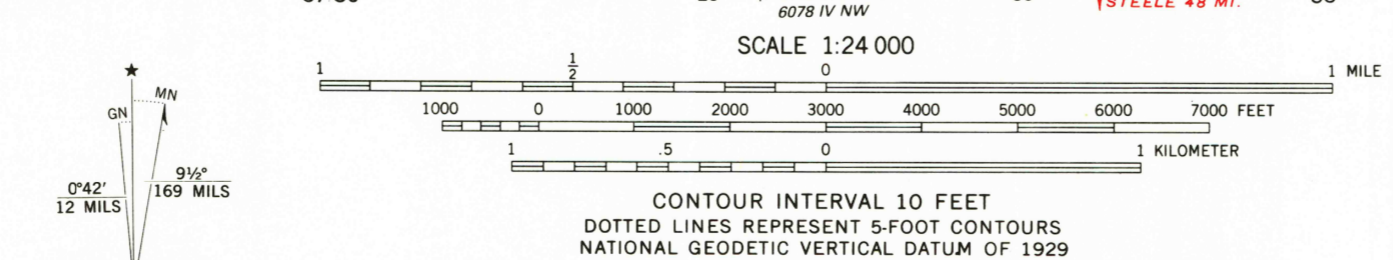 6078 IV NW
STEELE 48 MI.
SCALE 1:24 000
1 1/2 0 1 MILE
1000 0 1000 2000 3000 4000 5000 6000 7000 FEET
1 .5 0 1 KILOMETER
★
MN
GN
9½°
169 MILS
0°42′
12 MILS
CONTOUR INTERVAL 10 FEET
DOTTED LINES REPRESENT 5-FOOT CONTOURS
NATIONAL GEODETIC VERTICAL DATUM OF 1929